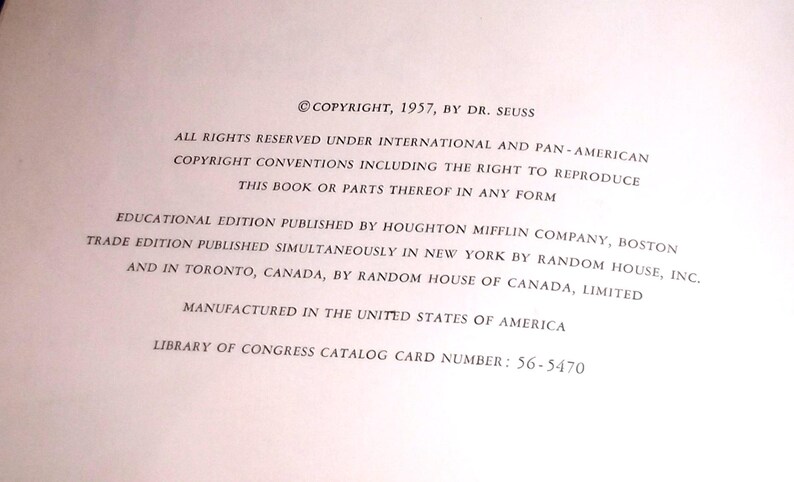 © COPYRIGHT, 1957, BY DR. SEUSS
ALL RIGHTS RESERVED UNDER INTERNATIONAL AND PAN-AMERICAN
COPYRIGHT CONVENTIONS INCLUDING THE RIGHT TO REPRODUCE
THIS BOOK OR PARTS THEREOF IN ANY FORM
EDUCATIONAL EDITION PUBLISHED BY HOUGHTON MIFFLIN COMPANY, BOSTON
TRADE EDITION PUBLISHED SIMULTANEOUSLY IN NEW YORK BY RANDOM HOUSE, INC.
AND IN TORONTO, CANADA, BY RANDOM HOUSE OF CANADA, LIMITED
MANUFACTURED IN THE UNITED STATES OF AMERICA
LIBRARY OF CONGRESS CATALOG CARD NUMBER: 56-5470